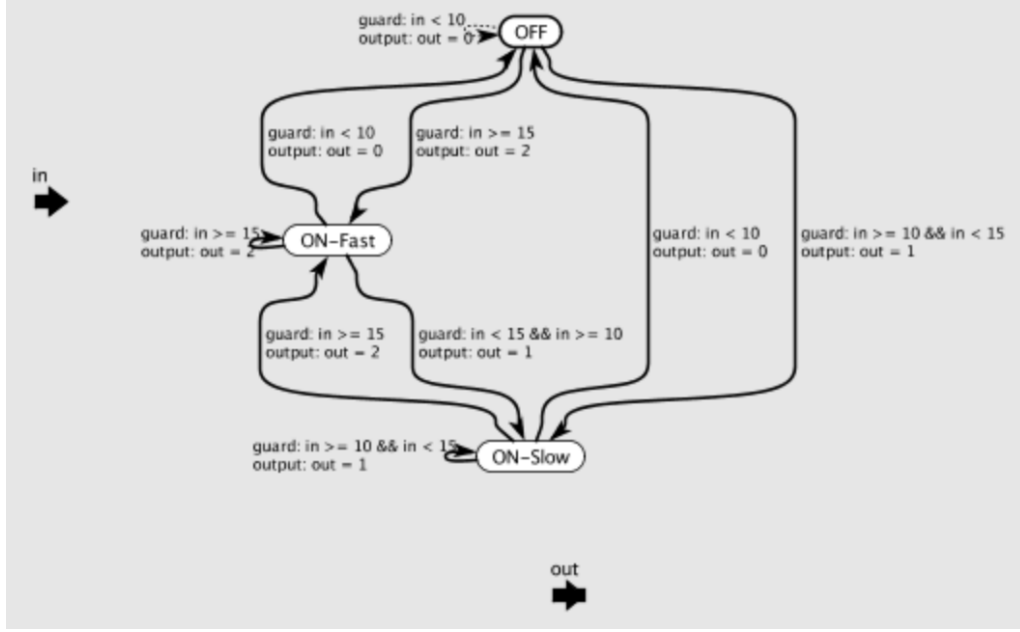 guard: in < 10
output: out = 0
OFF
guard: in < 10
output: out = 0
guard: in >= 15
output: out = 2
in
guard: in >= 15
output: out = 2
ON-Fast
guard: in < 10
output: out = 0
guard: in >= 10 && in < 15
output: out = 1
guard: in >= 15
output: out = 2
guard: in < 15 && in >= 10
output: out = 1
guard: in >= 10 && in < 15
output: out = 1
ON-Slow
out